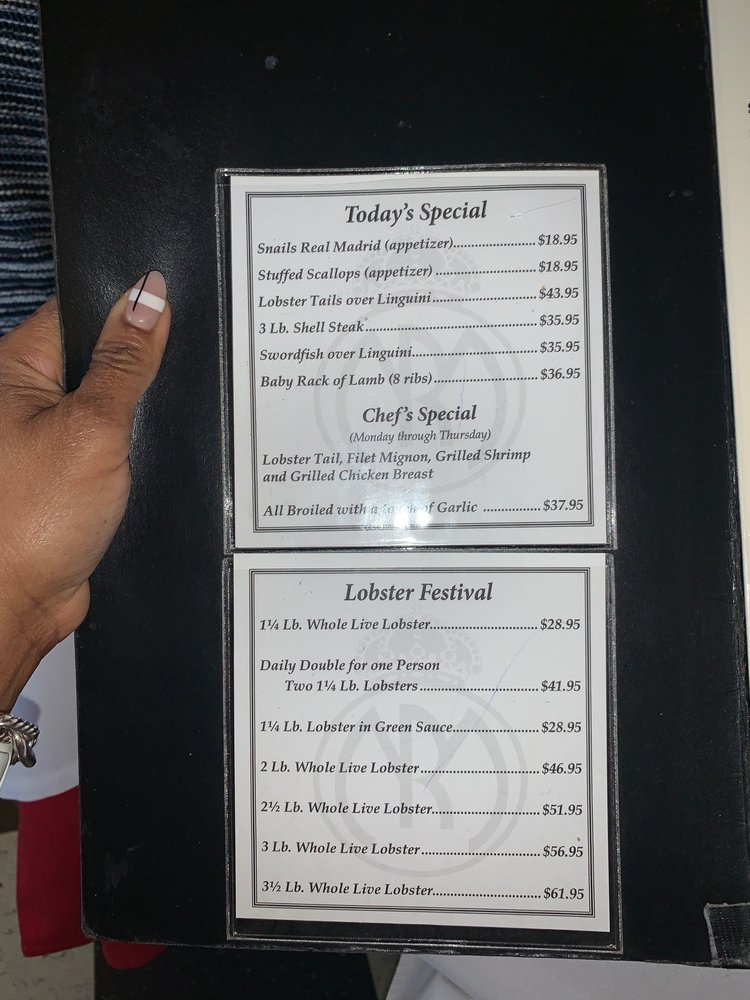 Today's Special
Snails Real Madrid (appetizer)....................... $18.95
Stuffed Scallops (appetizer) ............................. $18.95
Lobster Tails over Linguini............................. $43.95
3 Lb. Shell Steak................................................ $35.95
Swordfish over Linguini................................... $35.95
Baby Rack of Lamb (8 ribs)............................. $36.95
Chef's Special
(Monday through Thursday)
Lobster Tail, Filet Mignon, Grilled Shrimp
and Grilled Chicken Breast
All Broiled with a touch of Garlic ................ $37.95
Lobster Festival
1¼ Lb. Whole Live Lobster.............................. $28.95
Daily Double for one Person
Two 1¼ Lb. Lobsters................................. $41.95
1¼ Lb. Lobster in Green Sauce........................ $28.95
2 Lb. Whole Live Lobster................................. $46.95
2½ Lb. Whole Live Lobster.............................. $51.95
3 Lb. Whole Live Lobster................................. $56.95
3½ Lb. Whole Live Lobster.............................. $61.95